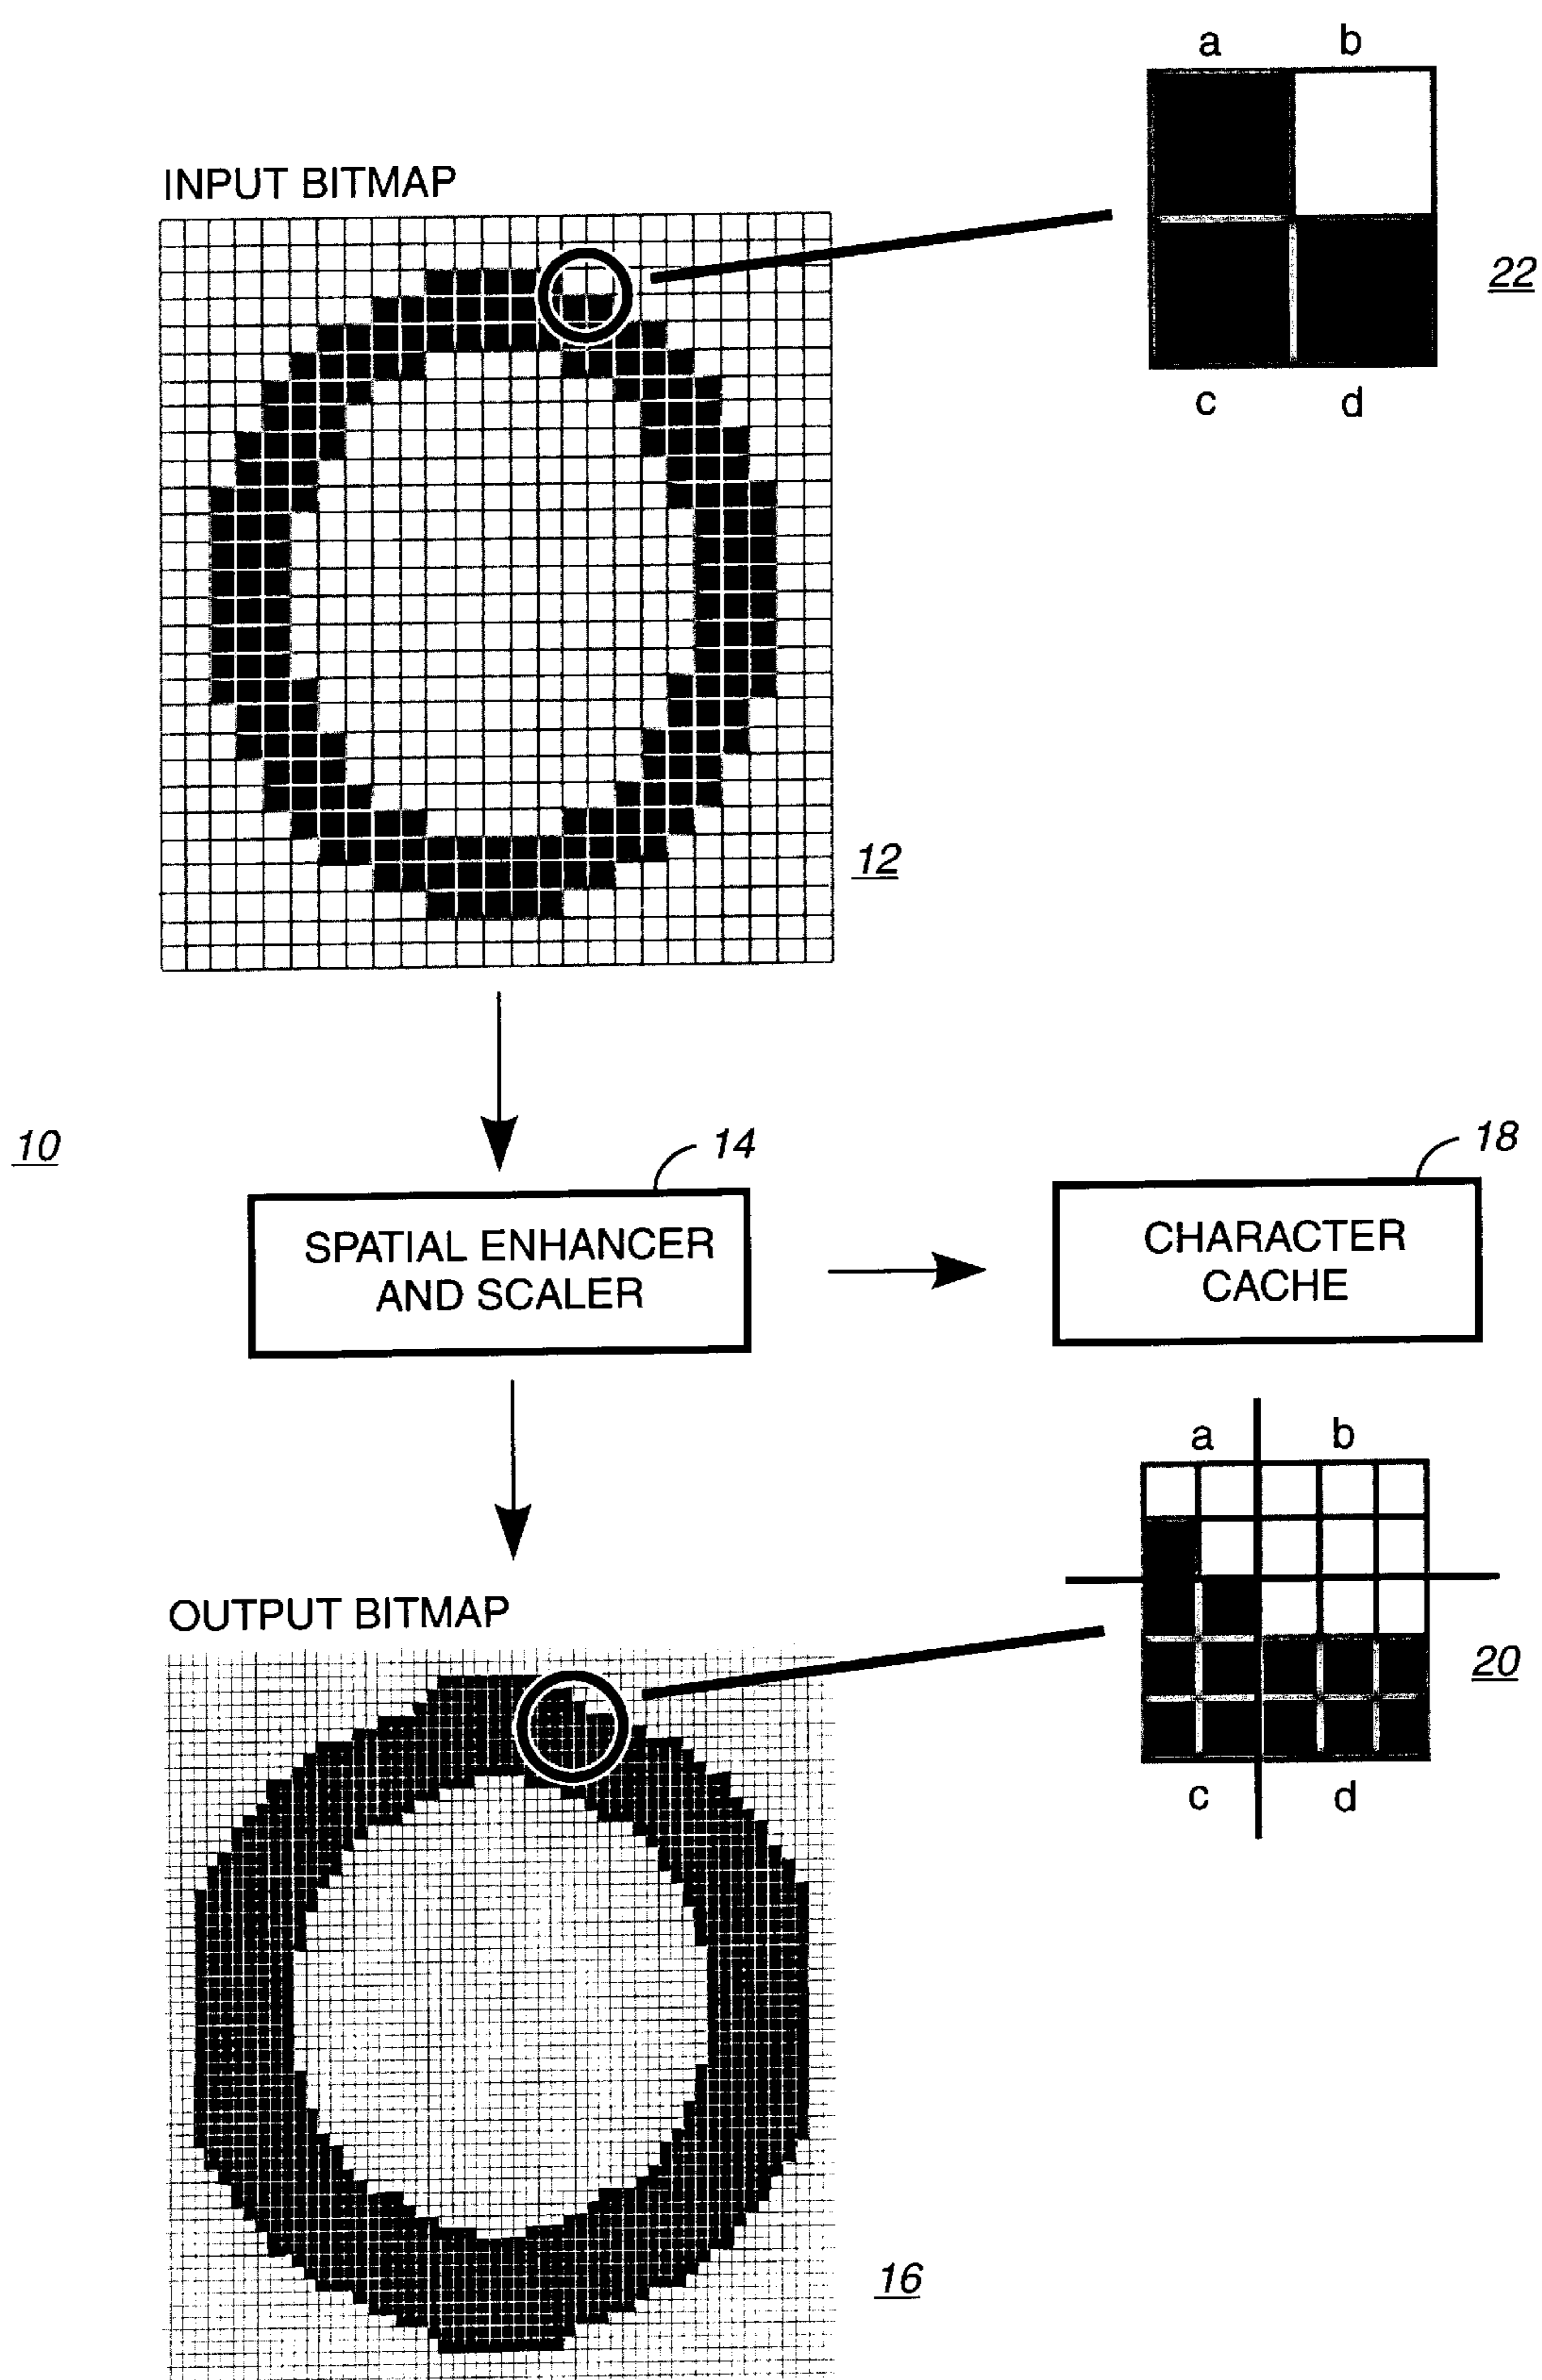 a b
INPUT BITMAP
22
c d
12
10
14
18
SPATIAL ENHANCER
AND SCALER
CHARACTER
CACHE
a b
OUTPUT BITMAP
20
c d
16